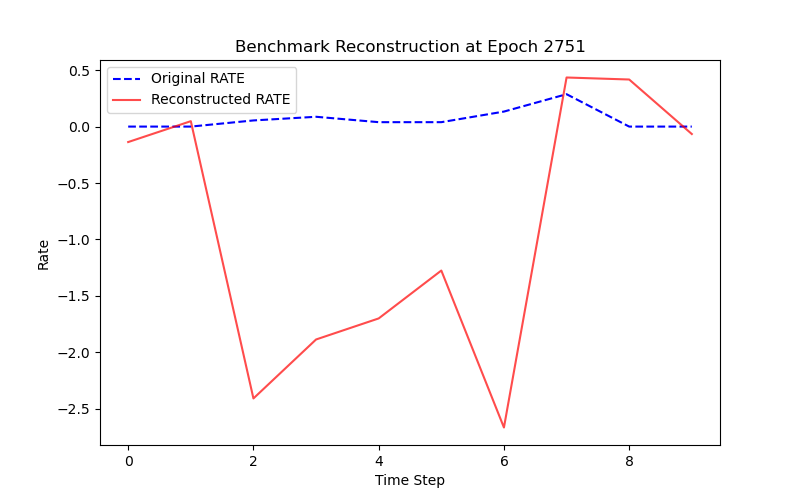 Benchmark Reconstruction at Epoch 2751
Original RATE
Reconstructed RATE
0.5
0.0
−0.5
−1.0
−1.5
−2.0
−2.5
Rate
0 2 4 6 8
Time Step